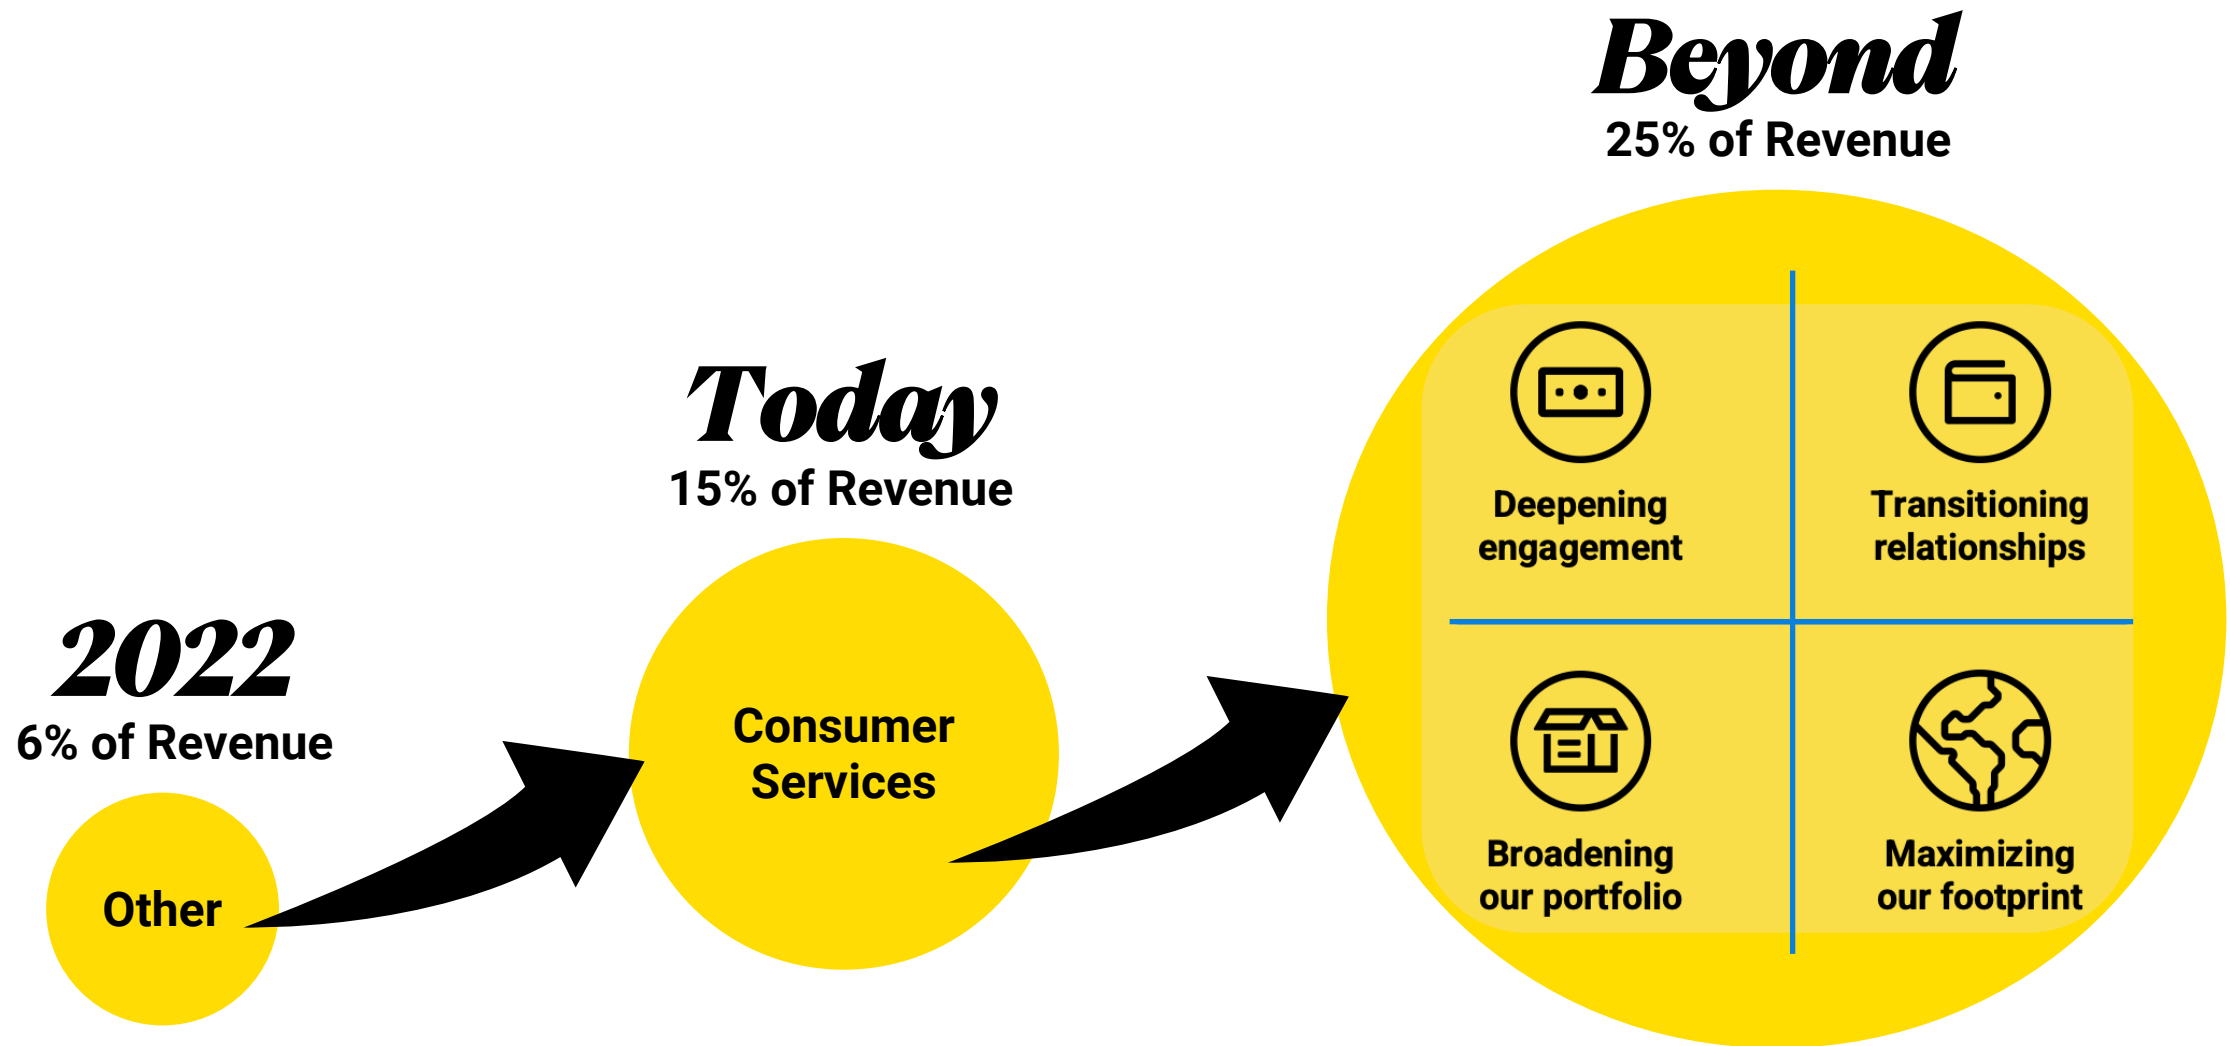 2022
6% of Revenue
Other
Today
15% of Revenue
Consumer
Services
Beyond
25% of Revenue
Deepening
engagement
Transitioning
relationships
Broadening
our portfolio
Maximizing
our footprint